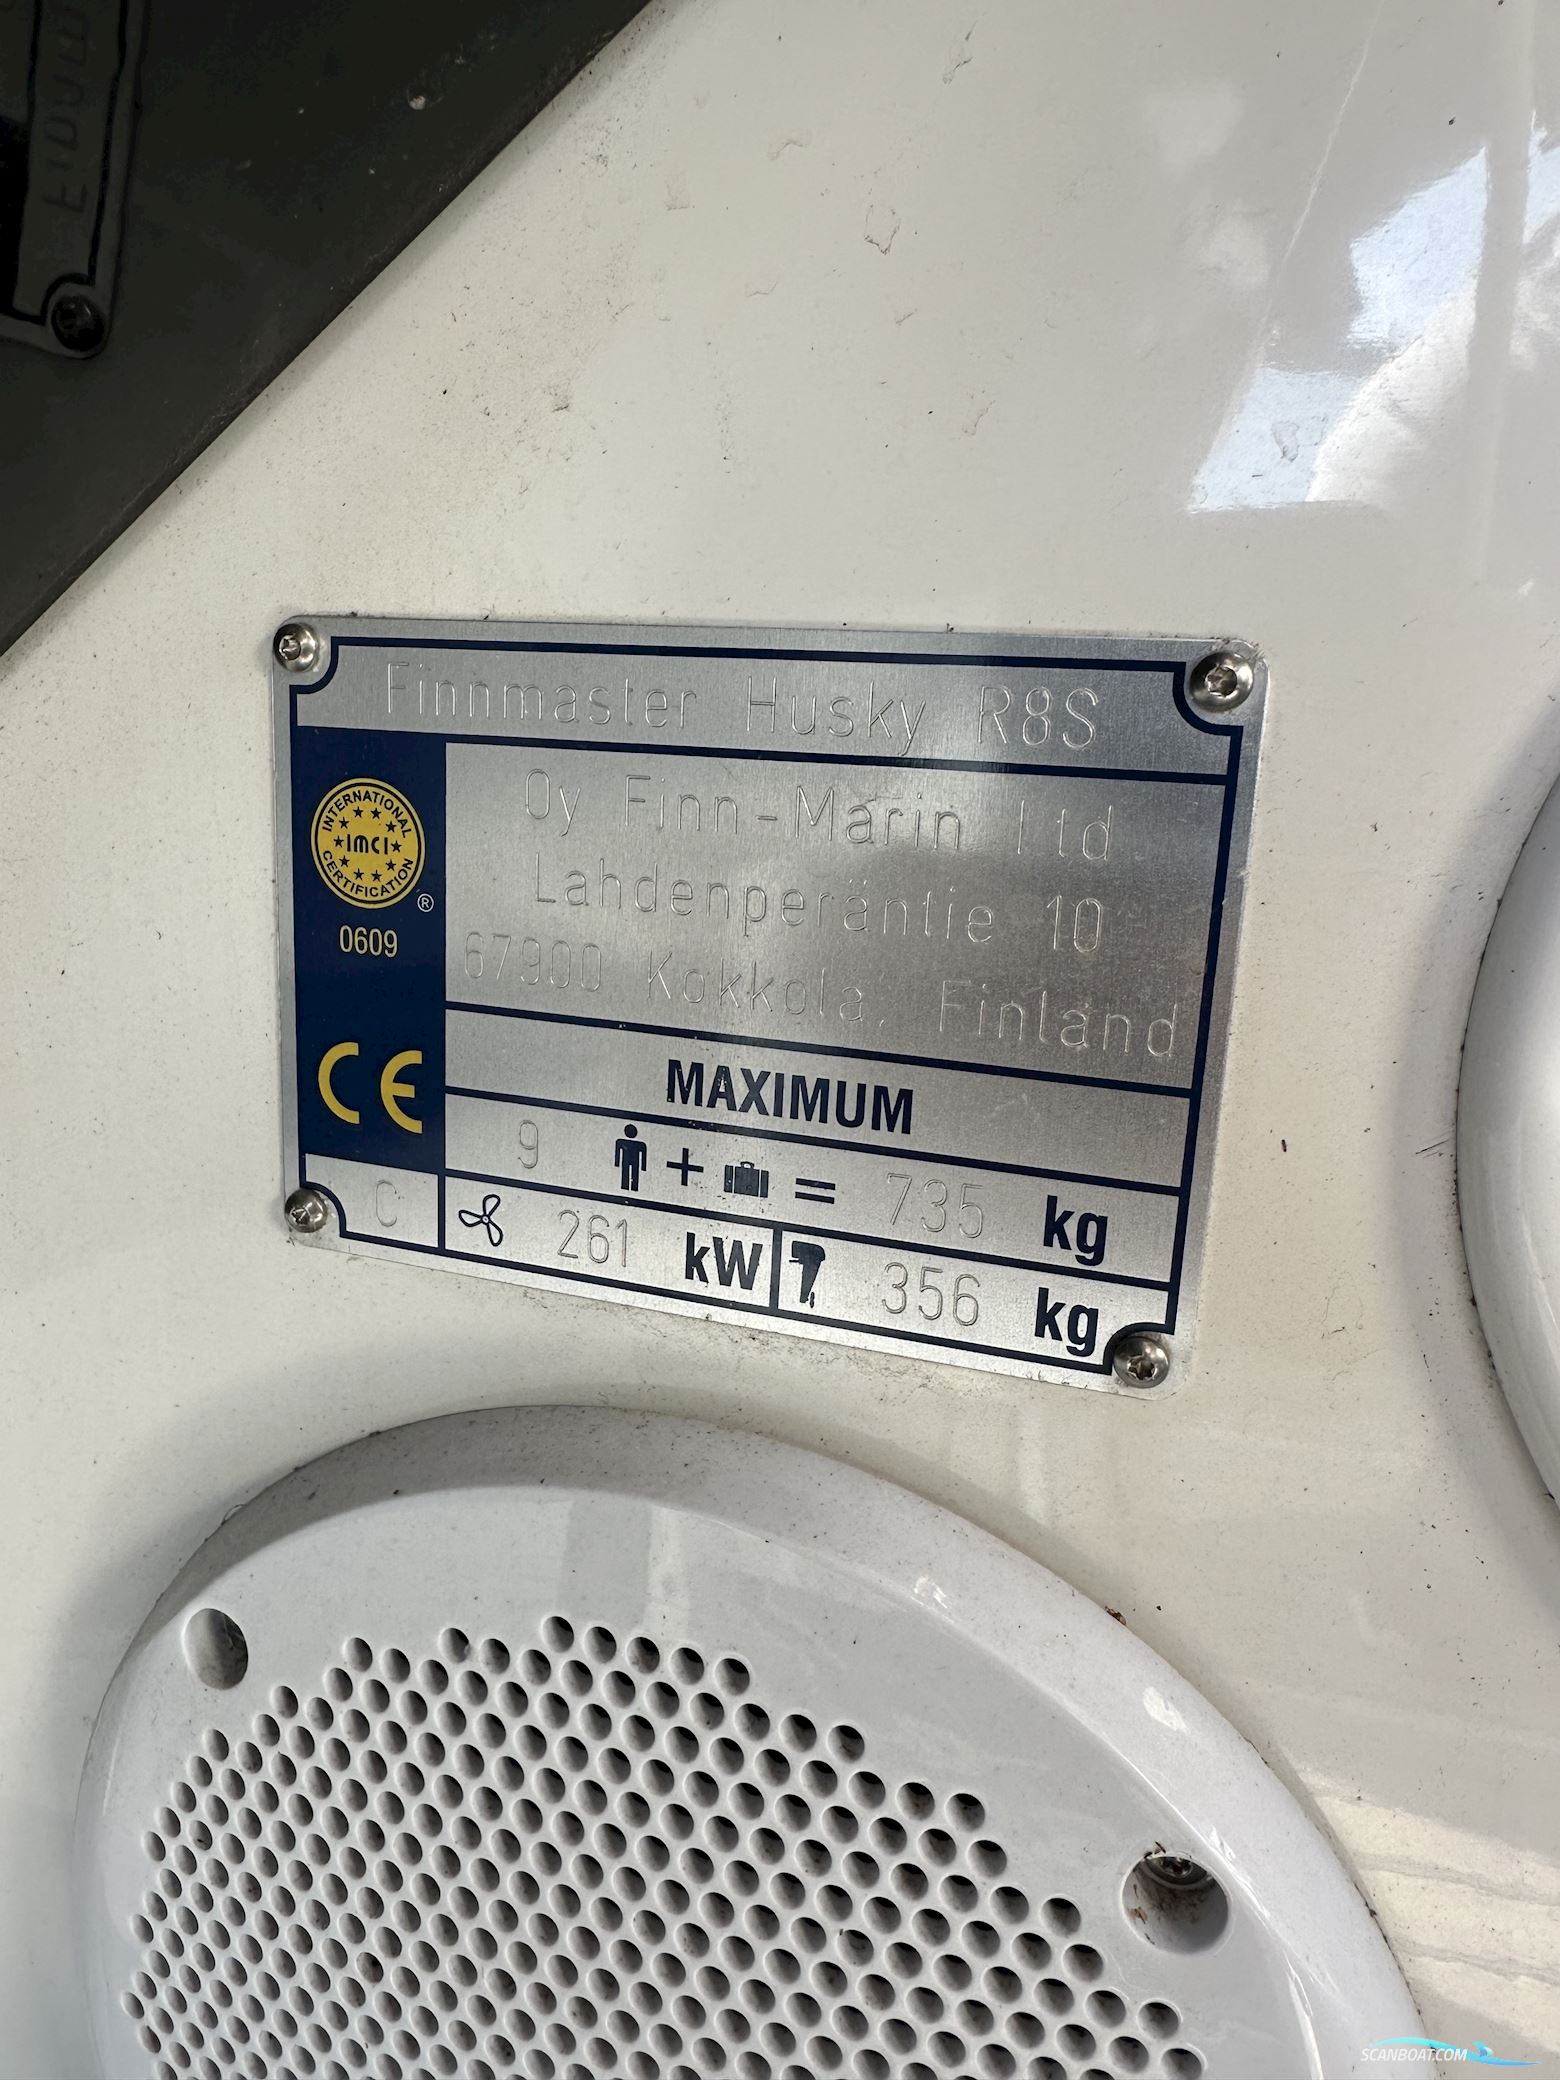 Finnmaster Husky R8S
Oy Finn-Marin Ltd
Lahdenperäntie 10
67900 Kokkola, Finland
INTERNATIONAL
IMCI
CERTIFICATION
®
0609
CE
MAXIMUM
9 + = 735 kg
C
261 kW 356 kg
SCANBOAT.COM